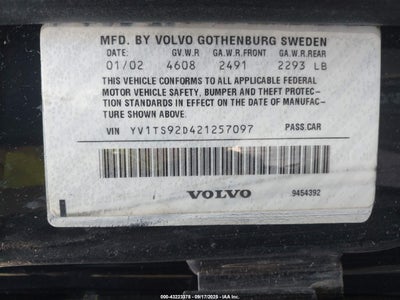 MFD. BY VOLVO GOTHENBURG SWEDEN
DATE: GV.W.R GA.W.R.FRONT GA.W.R.REAR
01/02 4608 2491 2293 LB
THIS VEHICLE CONFORMS TO ALL APPLICABLE FEDERAL
MOTOR VEHICLE SAFETY, BUMPER AND THEFT PROTEC-
TION STANDARDS IN EFFECT ON THE DATE OF MANUFAC-
TURE SHOWN ABOVE.
VIN YV1TS92D421257097 PASS.CAR
VOLVO 9454392
000-43223378 (09/17/2025 - IAA Inc.)